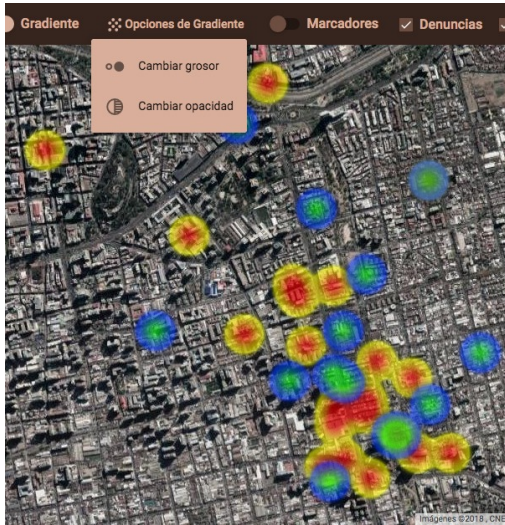 Gradiente
Opciones de Gradiente
Marcadores
Denuncias
Cambiar grosor
Cambiar opacidad
Imágenes ©2018 , CNE